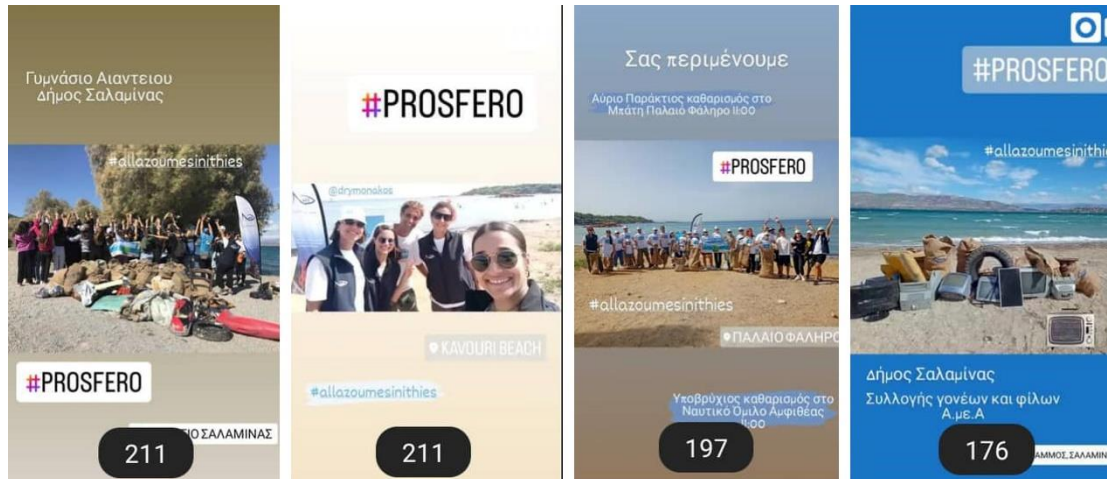 Γυμνάσιο Αιαντειου
Δήμος Σαλαμίνας
#allazoumesinithies
#PROSFERO
ΣΑΛΑΜΙΝΑΣ
211
#PROSFERO
@drymonakos
KAVOURI BEACH
#allazoumesinithies
211
Σας περιμένουμε
Αύριο Παράκτιος καθαρισμός στο
Μπάτη Παλαιό Φάληρο 11:00
#PROSFERO
#allazoumesinithies
ΠΑΛΑΙΟ ΦΑΛΗΡΟ
Υποβρύχιος καθαρισμός στο
Ναυτικό Όμιλο Αμφιθέας
11:00
197
#PROSFERO
#allazoumesinithies
Δήμος Σαλαμίνας
Συλλογής γονέων και φίλων
Α.με.Α
176